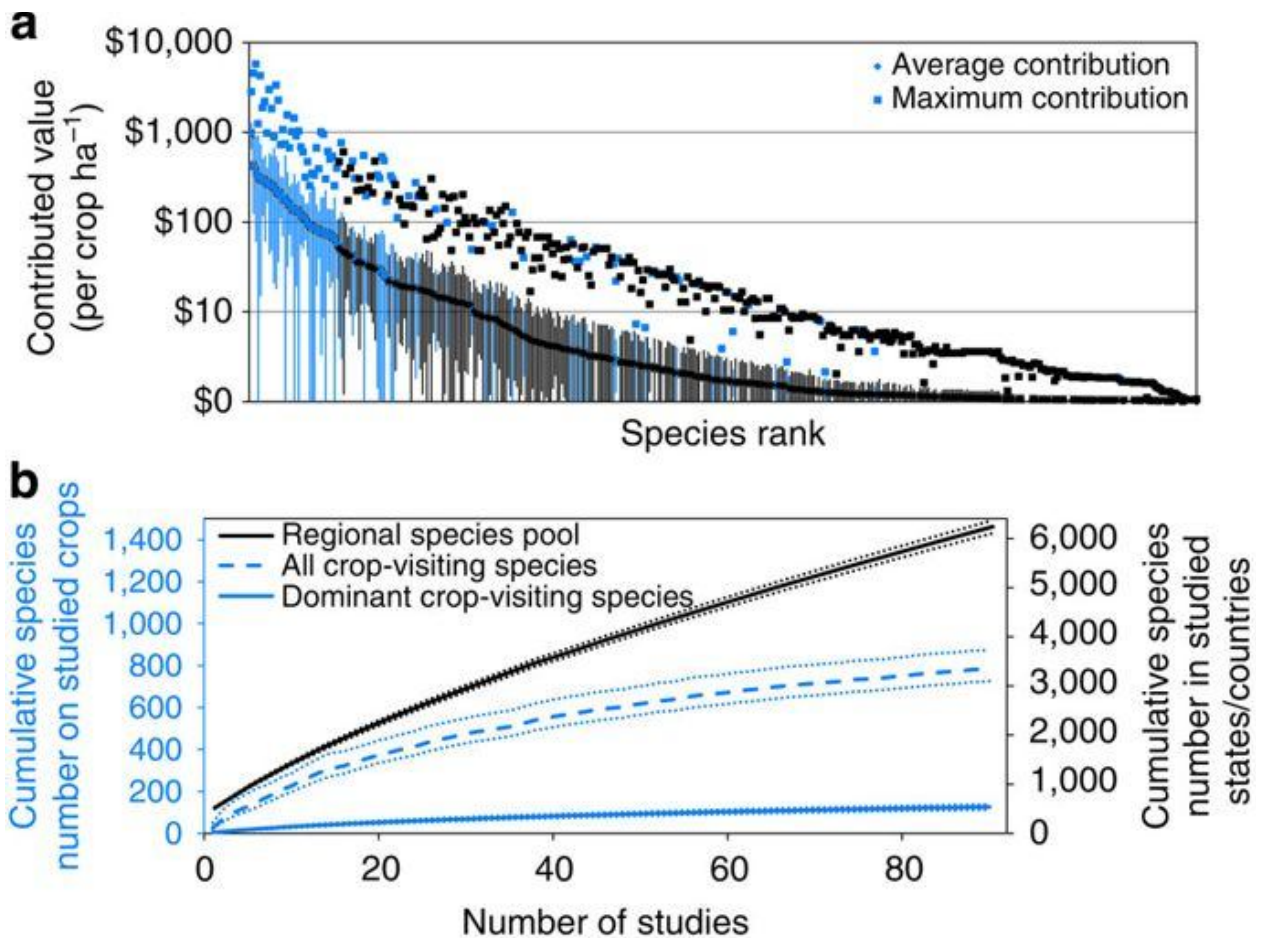 a
Contributed value
(per crop ha⁻¹)
$10,000
$1,000
$100
$10
$0
Average contribution
Maximum contribution
Species rank
b
Cumulative species
number on studied crops
1,400
1,200
1,000
800
600
400
200
0
Regional species pool
All crop-visiting species
Dominant crop-visiting species
6,000
5,000
4,000
3,000
2,000
1,000
0
Cumulative species
number in studied
states/countries
0 20 40 60 80
Number of studies